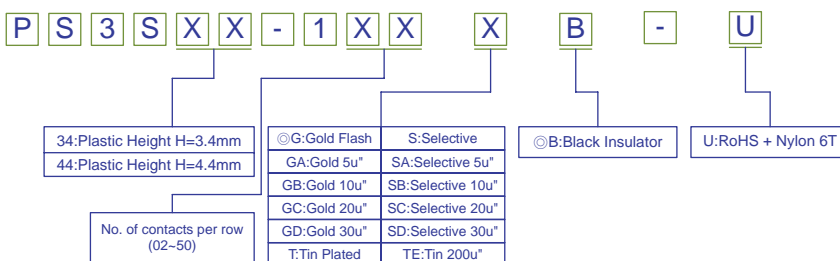 P S 3 S X X - 1 X X X B - U
34:Plastic Height H=3.4mm
44:Plastic Height H=4.4mm
No. of contacts per row
(02~50)
◎G:Gold Flash S:Selective
GA:Gold 5u" SA:Selective 5u"
GB:Gold 10u" SB:Selective 10u"
GC:Gold 20u" SC:Selective 20u"
GD:Gold 30u" SD:Selective 30u"
T:Tin Plated TE:Tin 200u"
◎B:Black Insulator
U:RoHS + Nylon 6T